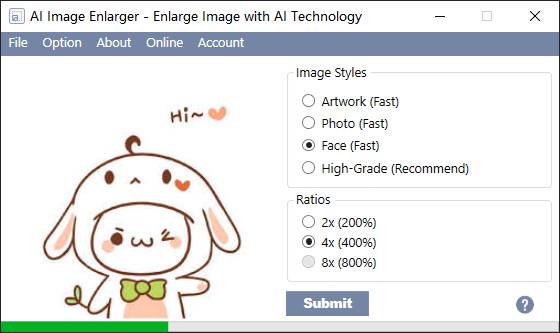 AI Image Enlarger - Enlarge Image with AI Technology
File Option About Online Account
Hi~
Image Styles
Artwork (Fast)
Photo (Fast)
Face (Fast)
High-Grade (Recommend)
Ratios
2x (200%)
4x (400%)
8x (800%)
Submit
?